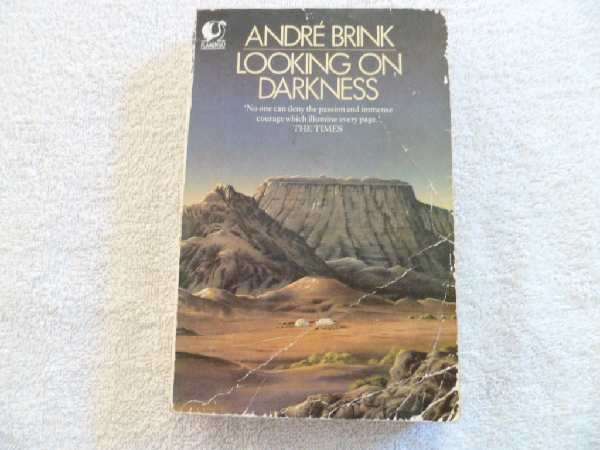 FLAMINGO
ANDRÉ BRINK
LOOKING ON
DARKNESS
'No one can deny the passion and immense
courage which illumine every page.'
THE TIMES